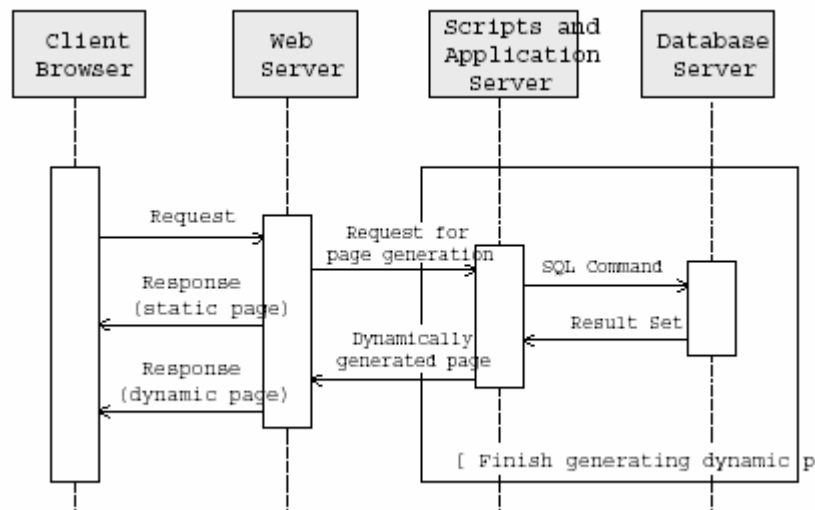 Client
Browser
Web
Server
Scripts and
Application
Server
Database
Server
Request
Request for
page generation
SQL Command
Response
(static page)
Result Set
Dynamically
generated page
Response
(dynamic page)
[ Finish generating dynamic p